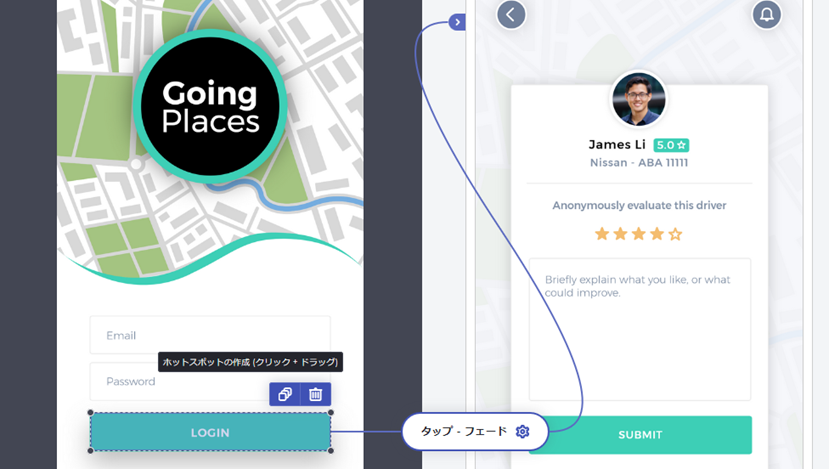 Going
Places
Email
ホットスポットの作成 (クリック + ドラッグ)
Password
LOGIN
タップ - フェード
James Li 5.0
Nissan - ABA 11111
Anonymously evaluate this driver
Briefly explain what you like, or what
could improve.
SUBMIT